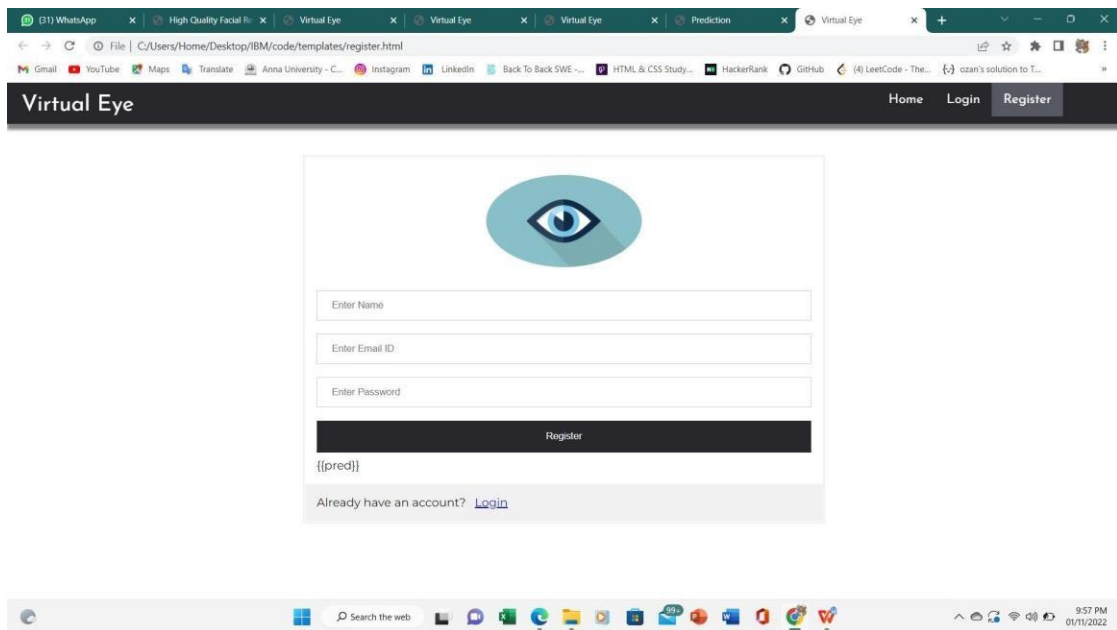 (31) WhatsApp High Quality Facial Re Virtual Eye Virtual Eye Virtual Eye Prediction Virtual Eye
File | C:/Users/Home/Desktop/IBM/code/templates/register.html
Gmail YouTube Maps Translate Anna University - C... Instagram LinkedIn Back To Back SWE -... HTML & CSS Study... HackerRank GitHub (4) LeetCode - The... ozan's solution to T... »
Virtual Eye Home Login Register
Enter Name
Enter Email ID
Enter Password
Register
{{pred}}
Already have an account? Login
Search the web 99+ 9:57 PM
01/11/2022